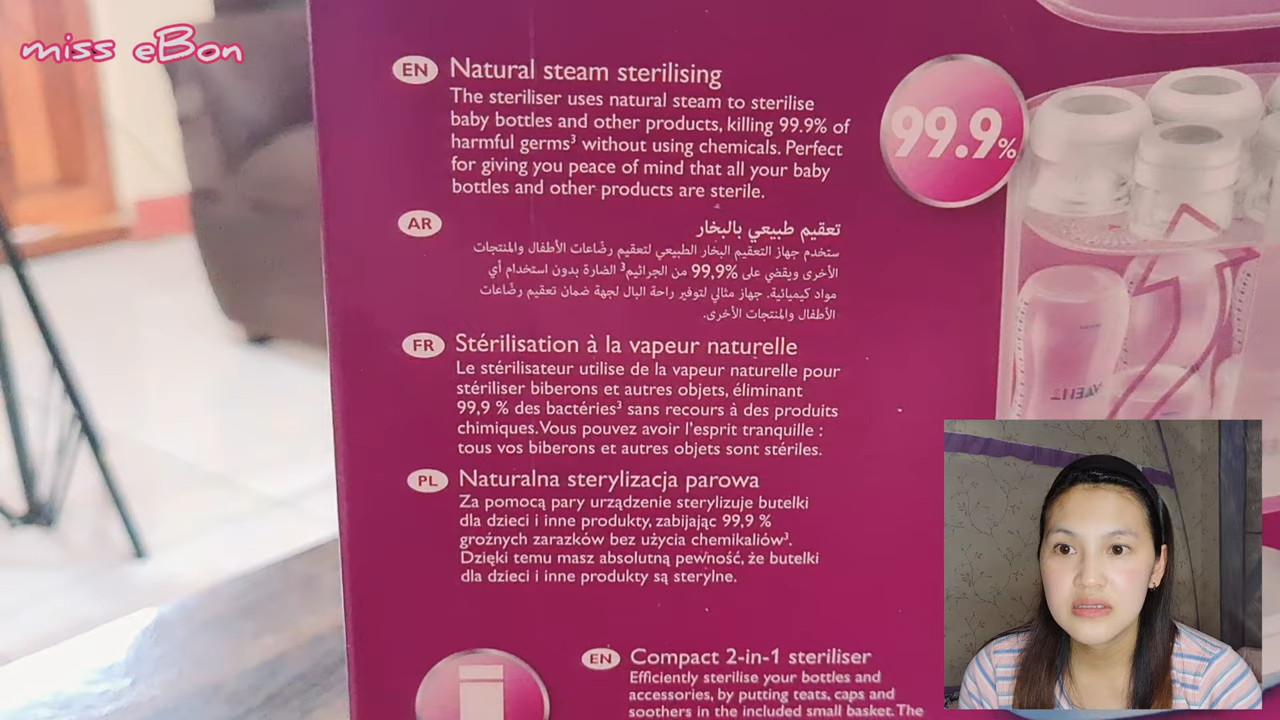 miss eBon
EN Natural steam sterilising
The steriliser uses natural steam to sterilise
baby bottles and other products, killing 99.9% of
harmful germs³ without using chemicals. Perfect
for giving you peace of mind that all your baby
bottles and other products are sterile.
99.9%
AR تعقيم طبيعي بالبخار
ستخدم جهاز التعقيم البخار الطبيعي لتعقيم رضّاعات الأطفال والمنتجات
الأخرى ويقضي على 99,9% من الجراثيم³ الضارة بدون استخدام أي
مواد كيميائية. جهاز مثالي لتوفير راحة البال لجهة ضمان تعقيم رضّاعات
الأطفال والمنتجات الأخرى.
FR Stérilisation à la vapeur naturelle
Le stérilisateur utilise de la vapeur naturelle pour
stériliser biberons et autres objets, éliminant
99,9 % des bactéries³ sans recours à des produits
chimiques. Vous pouvez avoir l'esprit tranquille :
tous vos biberons et autres objets sont stériles.
PL Naturalna sterylizacja parowa
Za pomocą pary urządzenie sterylizuje butelki
dla dzieci i inne produkty, zabijając 99,9 %
groźnych zarazków bez użycia chemikaliów³.
Dzięki temu masz absolutną pewność, że butelki
dla dzieci i inne produkty są sterylne.
EN Compact 2-in-1 steriliser
Efficiently sterilise your bottles and
accessories, by putting teats, caps and
soothers in the included small basket. The